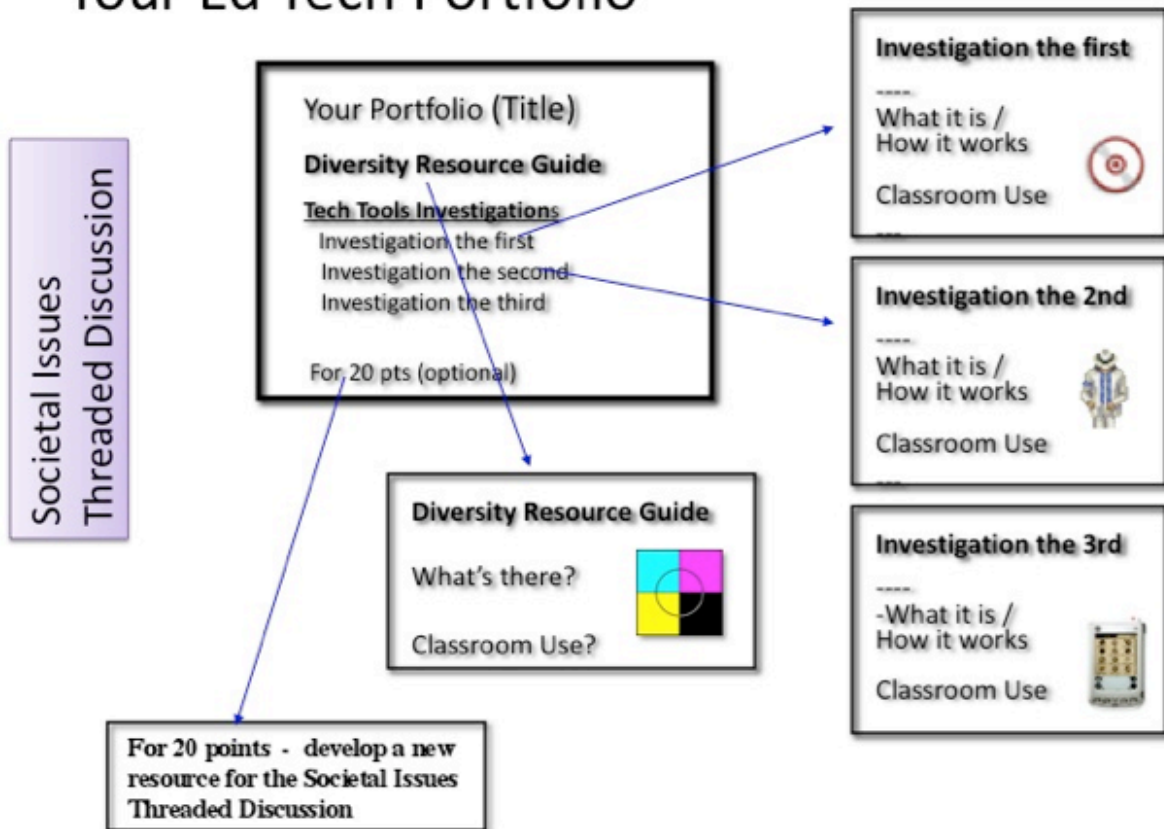 Your Ed Tech Portfolio
Societal Issues
Threaded Discussion
Your Portfolio (Title)
Diversity Resource Guide
Tech Tools Investigations
Investigation the first
Investigation the second
Investigation the third
For 20 pts (optional)
Investigation the first
----
What it is /
How it works
Classroom Use
---
Investigation the 2nd
----
What it is /
How it works
Classroom Use
---
Investigation the 3rd
----
-What it is /
How it works
Classroom Use
Diversity Resource Guide
What's there?
Classroom Use?
For 20 points - develop a new
resource for the Societal Issues
Threaded Discussion